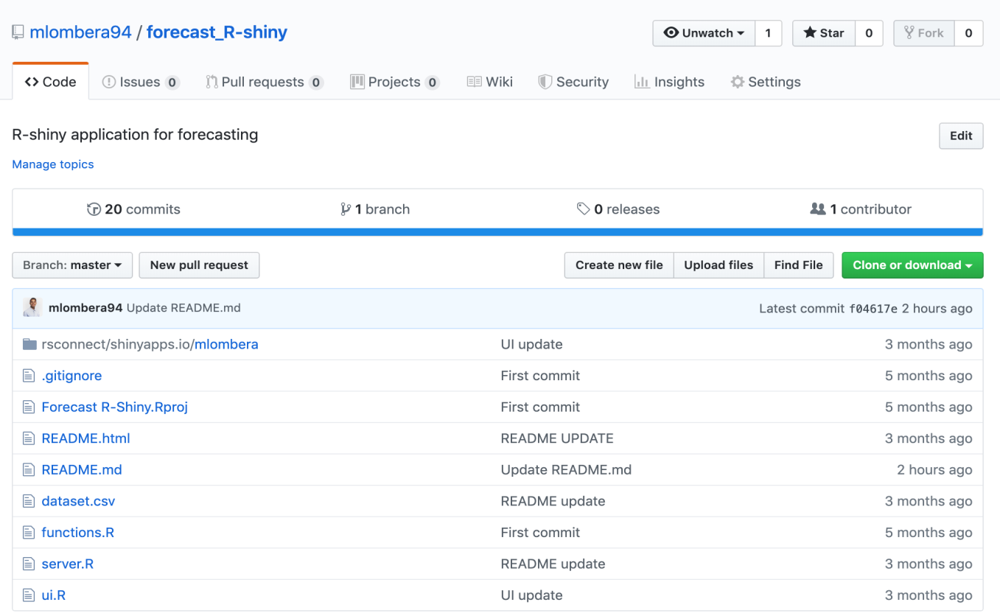 mlombera94 / forecast_R-shiny Unwatch 1 Star 0 Fork 0
Code Issues 0 Pull requests 0 Projects 0 Wiki Security Insights Settings
R-shiny application for forecasting Edit
Manage topics
20 commits 1 branch 0 releases 1 contributor
Branch: master New pull request Create new file Upload files Find File Clone or download
mlombera94 Update README.md Latest commit f04617e 2 hours ago
rsconnect/shinyapps.io/mlombera UI update 3 months ago
.gitignore First commit 5 months ago
Forecast R-Shiny.Rproj First commit 5 months ago
README.html README UPDATE 3 months ago
README.md Update README.md 2 hours ago
dataset.csv README update 3 months ago
functions.R First commit 5 months ago
server.R README update 3 months ago
ui.R UI update 3 months ago